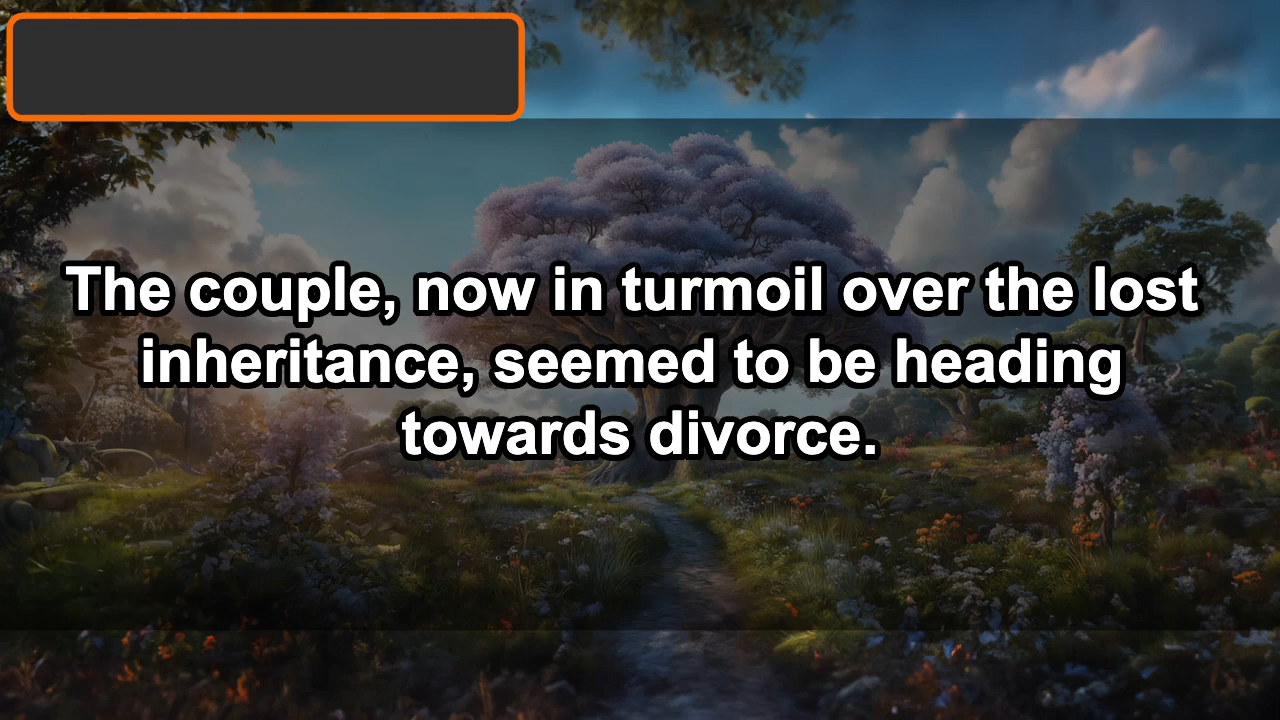 The couple, now in turmoil over the lost
inheritance, seemed to be heading
towards divorce.